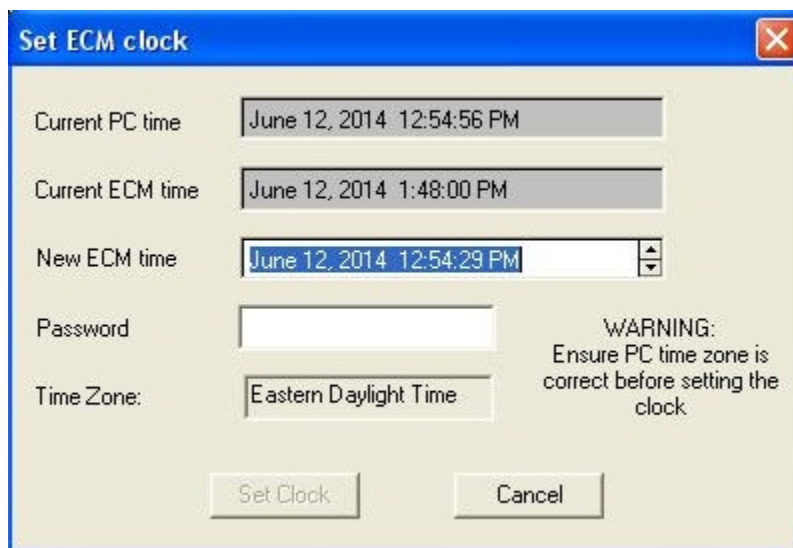 Set ECM clock
Current PC time June 12, 2014 12:54:56 PM
Current ECM time June 12, 2014 1:48:00 PM
New ECM time June 12, 2014 12:54:29 PM
Password
WARNING:
Ensure PC time zone is
correct before setting the
clock
Time Zone: Eastern Daylight Time
Set Clock Cancel